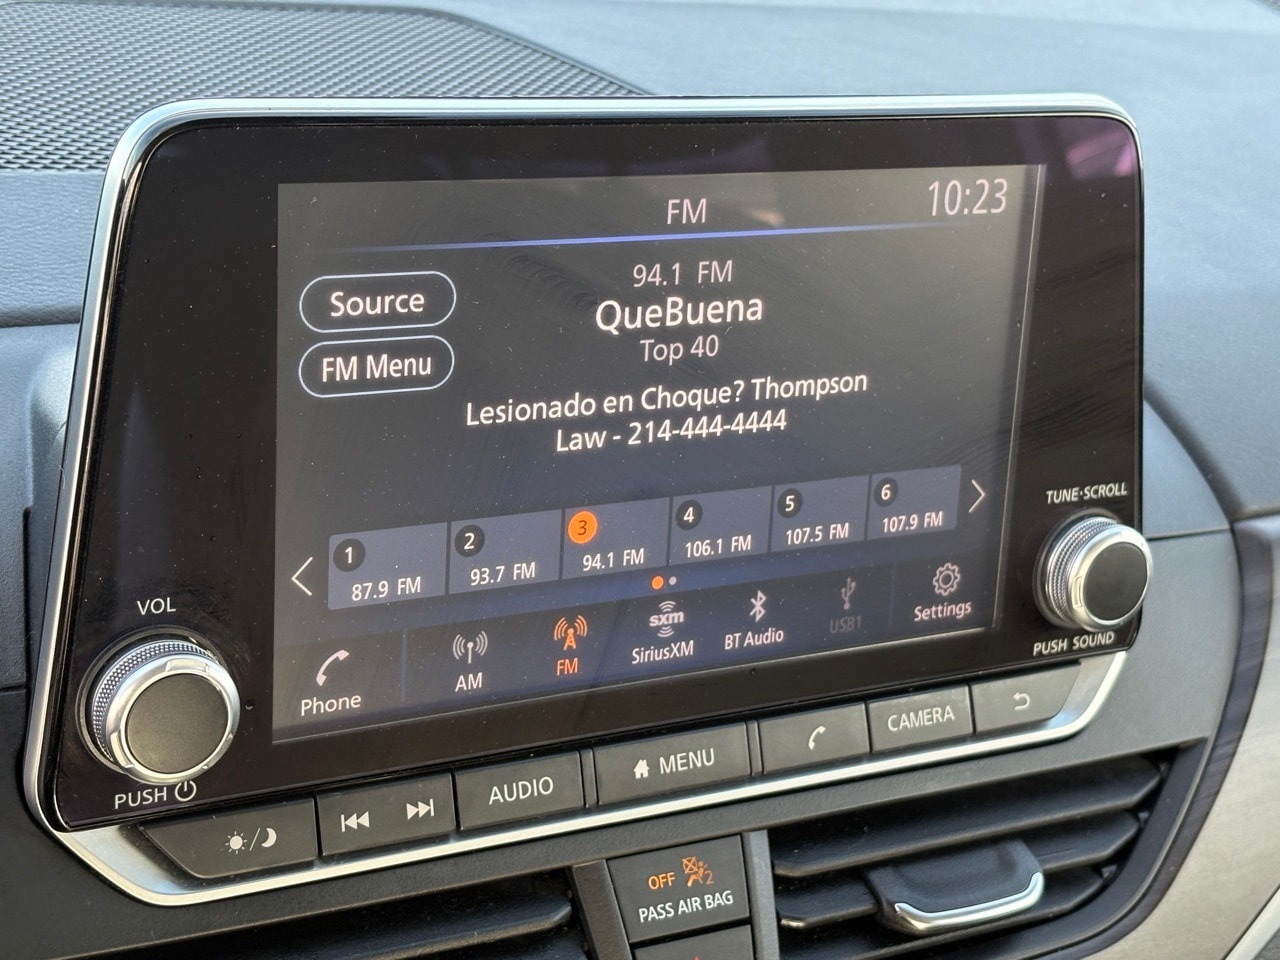 FM
10:23
94.1 FM
Source
QueBuena
Top 40
FM Menu
Lesionado en Choque? Thompson
Law - 214-444-4444
1
87.9 FM
2
93.7 FM
3
94.1 FM
4
106.1 FM
5
107.5 FM
6
107.9 FM
Phone
AM
FM
sxm
SiriusXM
BT Audio
USB1
Settings
VOL
PUSH
TUNE·SCROLL
PUSH SOUND
AUDIO
MENU
CAMERA
OFF
2
PASS AIR BAG